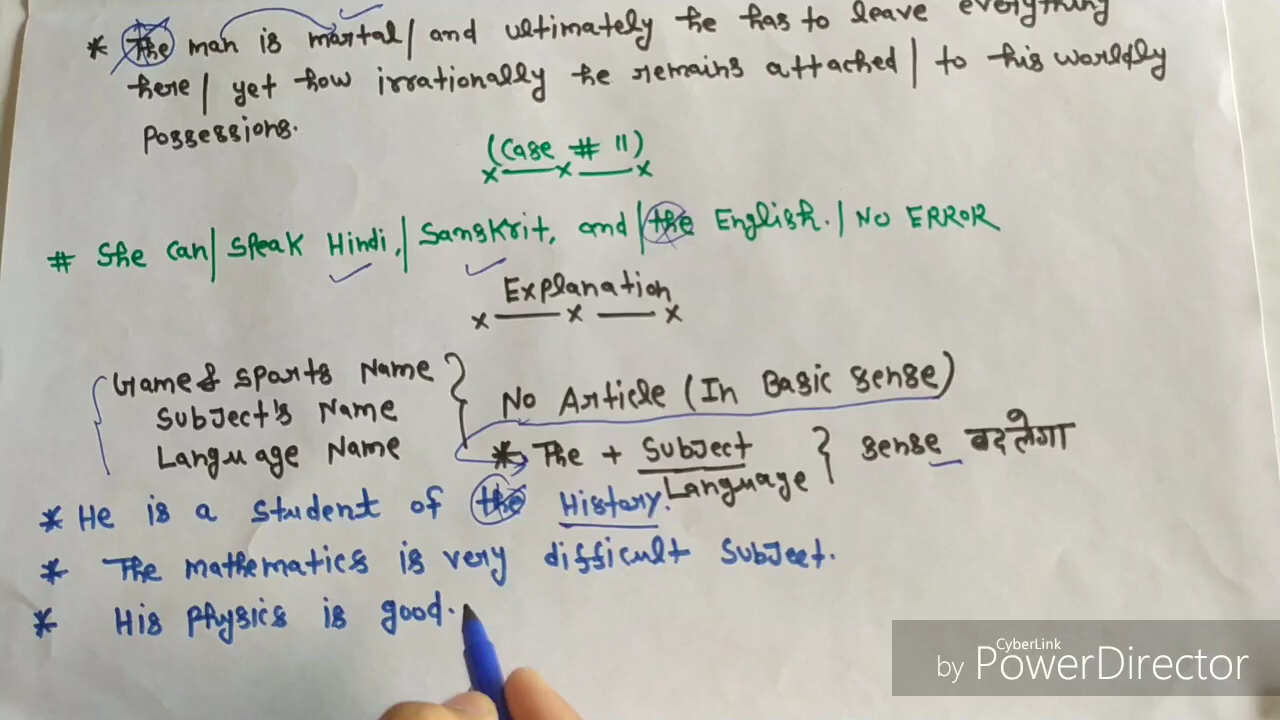 * The man is mortal/ and ultimately he has to leave everything
here/ yet how irrationally he remains attached/ to his worldly
possessions.
(Case # 11)
x — x — x
# She can/ speak Hindi,/ Sanskrit, and/ the English./ NO ERROR
Explanation
x — x — x
Game & sports Name
Subject's Name
Language Name
No Article (In Basic sense)
* The + Subject
Language
sense बदलेगा
* He is a student of the History.
* The mathematics is very difficult subject.
* His physics is good.
CyberLink
by PowerDirector